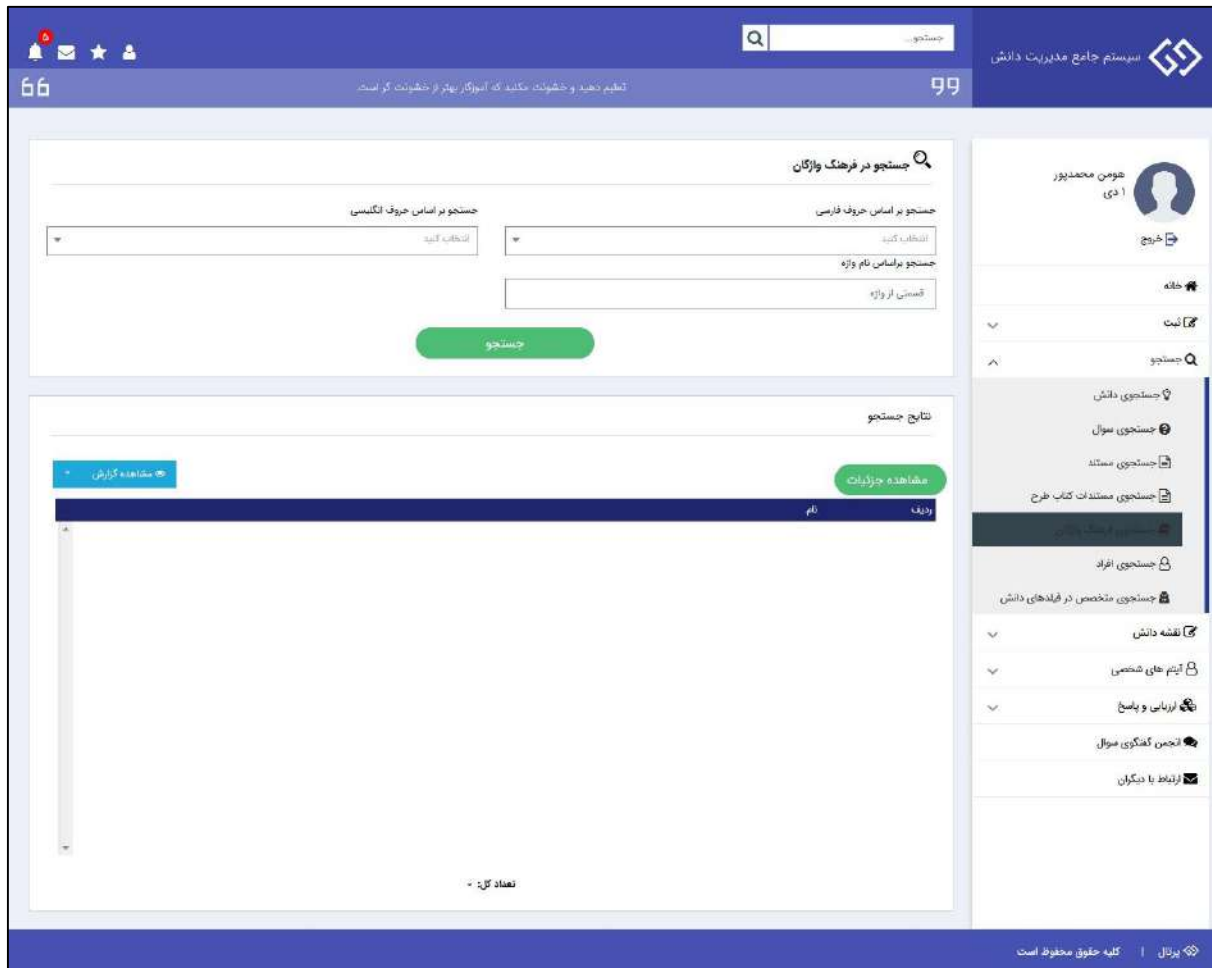 سیستم جامع مدیریت دانش
جستجو...
۵
تعلیم دهید و خشونت مکنید که آموزگار بهتر از خشونت گر است.
هومن محمدپور
۱ دی
خروج
خانه
ثبت
جستجو
جستجوی دانش
جستجوی سوال
جستجوی مستند
جستجوی مستندات کتاب طرح
جستجوی فرهنگ واژگان
جستجوی افراد
جستجوی متخصص در فیلدهای دانش
نقشه دانش
آیتم های شخصی
ارزیابی و پاسخ
انجمن گفتگوی سوال
ارتباط با دیگران
جستجو در فرهنگ واژگان
جستجو بر اساس حروف فارسی
جستجو بر اساس حروف انگلیسی
انتخاب کنید
انتخاب کنید
جستجو براساس نام واژه
قسمتی از واژه
جستجو
نتایج جستجو
مشاهده جزئیات
مشاهده گزارش
ردیف نام
تعداد کل: ۰
پرتال | کلیه حقوق محفوظ است